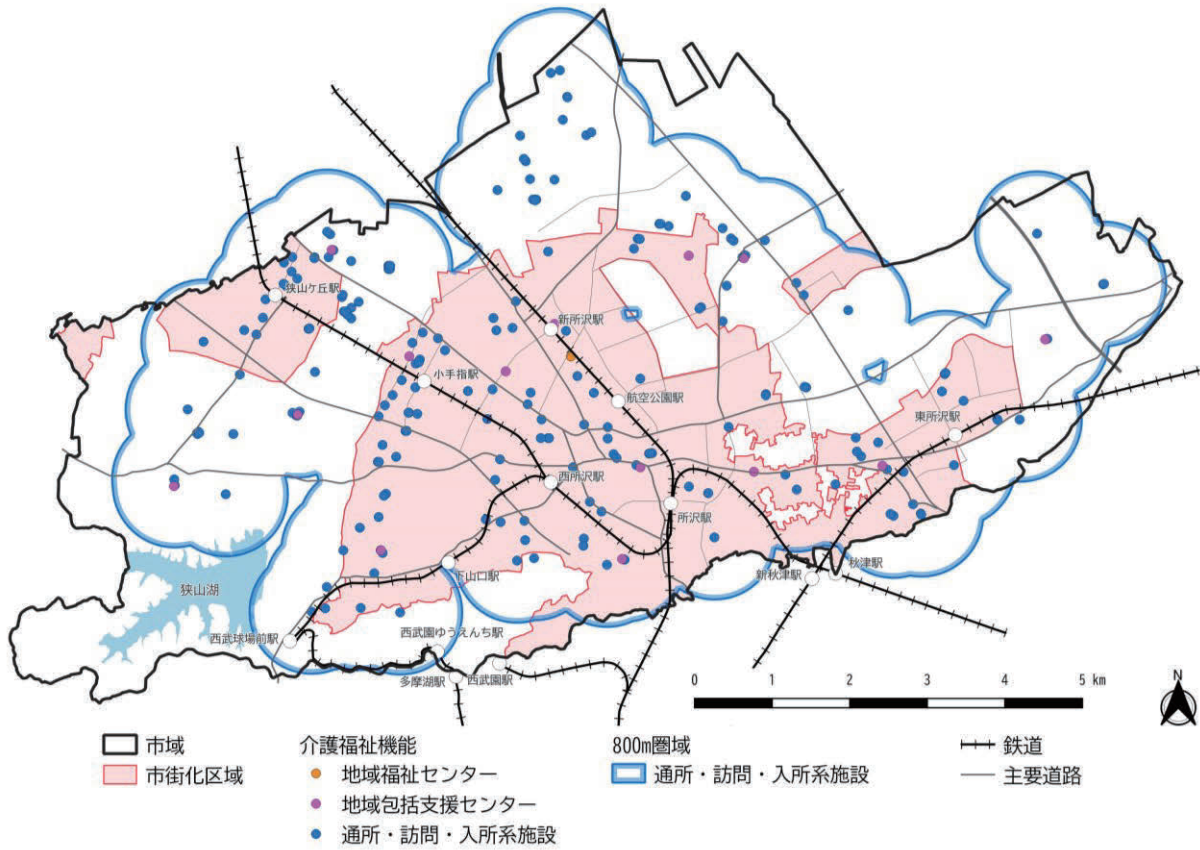 狭山ケ丘駅
新所沢駅
小手指駅
航空公園駅
東所沢駅
西所沢駅
所沢駅
狭山湖
下山口駅
新秋津駅
秋津駅
西武球場前駅
西武園ゆうえんち駅
多摩湖駅
西武園駅
0 1 2 3 4 5 km
N
市域
市街化区域
介護福祉機能
地域福祉センター
地域包括支援センター
通所・訪問・入所系施設
800m圏域
通所・訪問・入所系施設
鉄道
主要道路